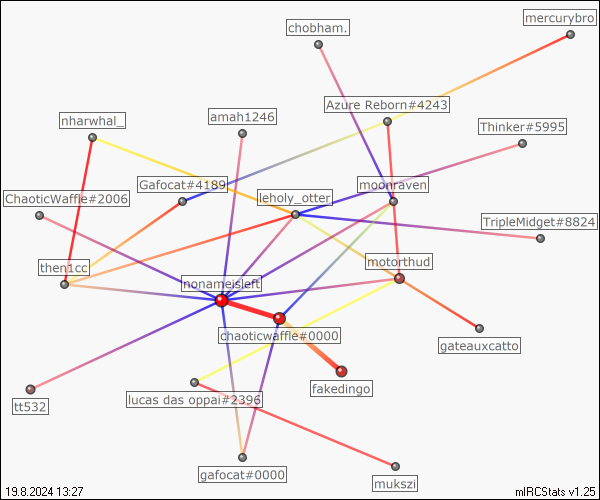 mercurybro
chobham.
Azure Reborn#4243
amah1246
nharwhal_
Thinker#5995
Gafocat#4189
moonraven
ChaoticWaffle#2006
leholy_otter
TripleMidget#8824
then1cc
motorthud
nonameisleft
chaoticwaffle#0000
gateauxcatto
fakedingo
lucas das oppai#2396
tt532
gafocat#0000
mukszi
19.8.2024 13:27
mIRCStats v1.25